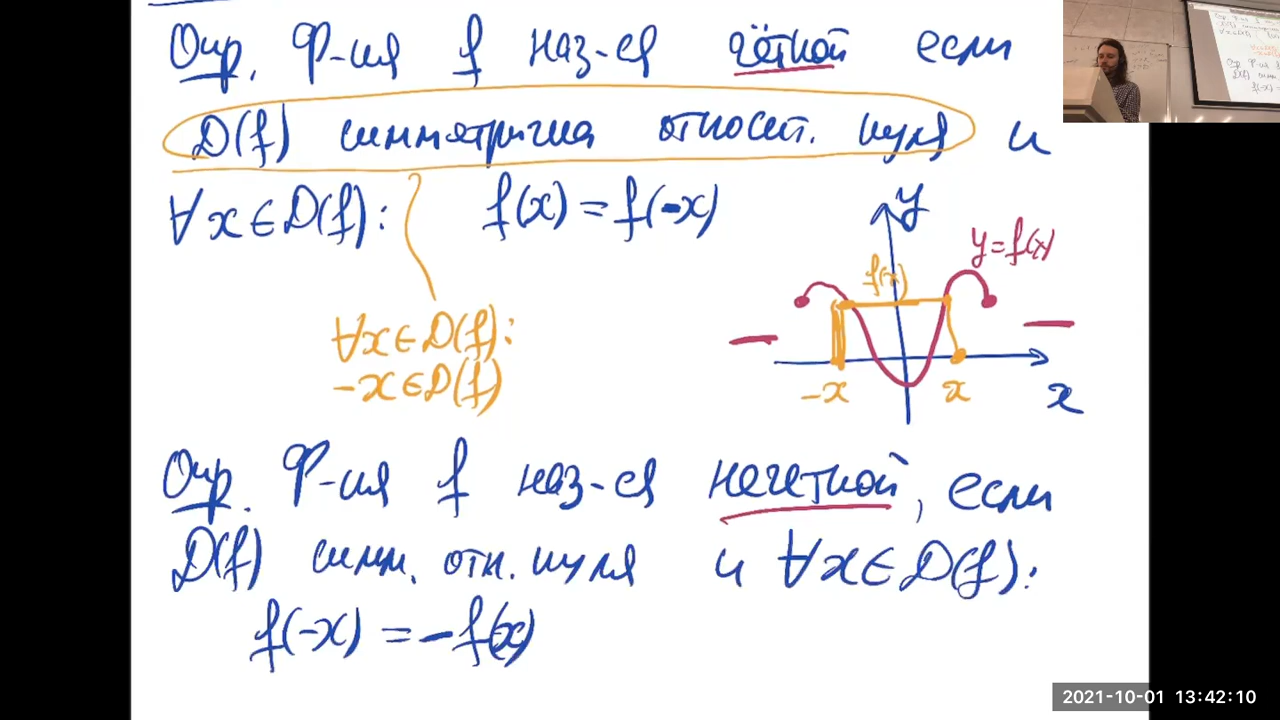 Опр. Ф-ия f наз-ся чётной если
D(f) симметрична относит. нуля и
∀x∈D(f): f(x)=f(-x)
∀x∈D(f):
-x∈D(f)
y
y=f(x)
f(x)
-x
x
x
Опр. Ф-ия f наз-ся нечетной, если
D(f) симм. отн. нуля и ∀x∈D(f):
f(-x)=-f(x)
2021-10-01 13:42:10